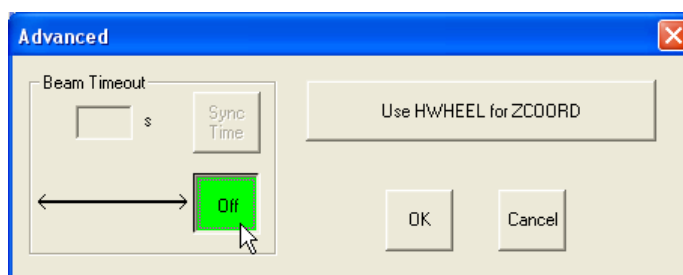 Advanced
Beam Timeout
s
Sync
Time
Use HWHEEL for ZCOORD
Off
OK
Cancel